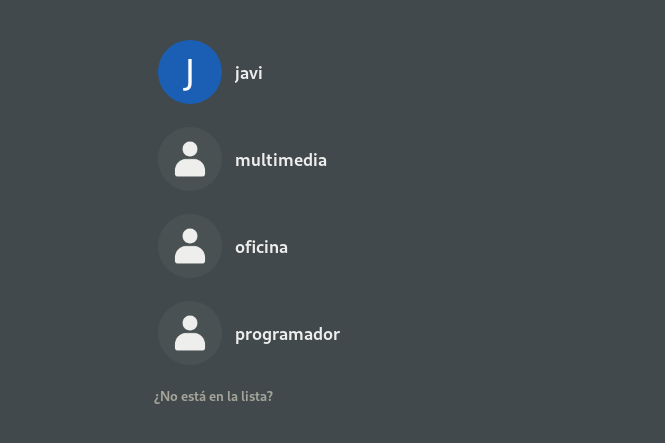 J
javi
multimedia
oficina
programador
¿No está en la lista?